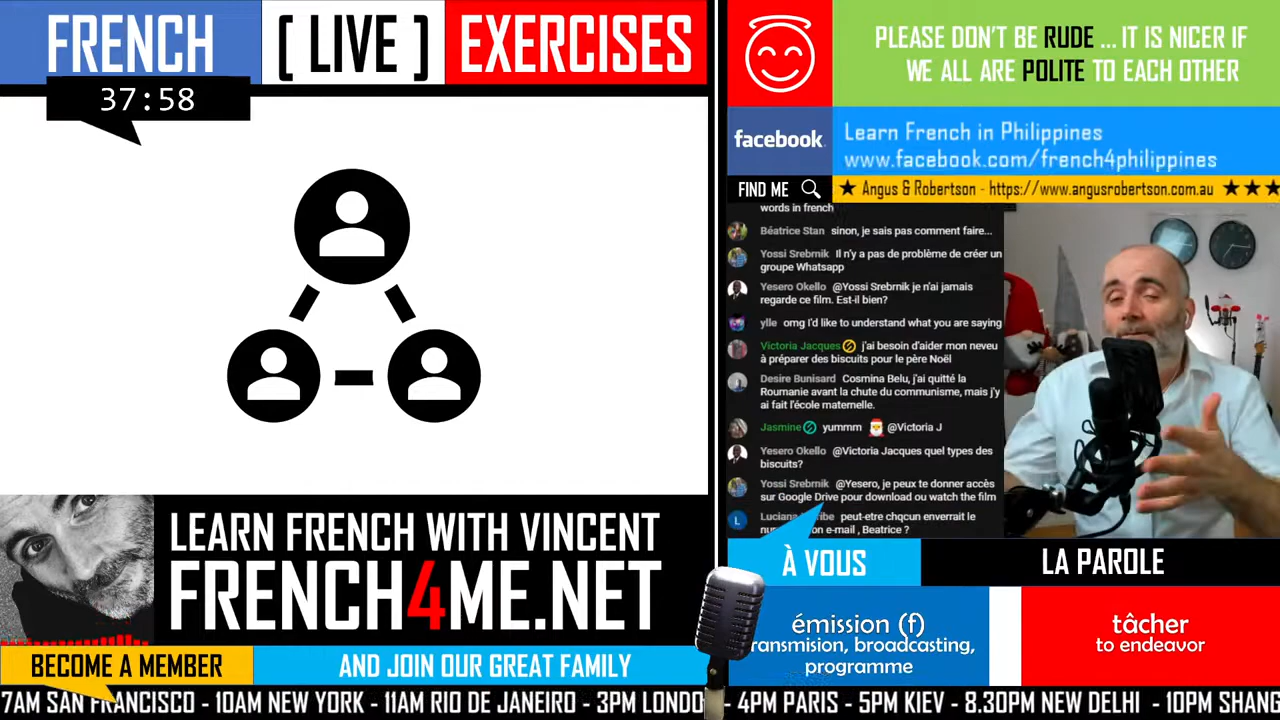 FRENCH
[ LIVE ]
EXERCISES
37:58
LEARN FRENCH WITH VINCENT
FRENCH4ME.NET
BECOME A MEMBER
AND JOIN OUR GREAT FAMILY
PLEASE DON'T BE RUDE ... IT IS NICER IF
WE ALL ARE POLITE TO EACH OTHER
facebook.
Learn French in Philippines
www.facebook.com/french4philippines
FIND ME
★ Angus & Robertson - https://www.angusrobertson.com.au ★ ★ ★
words in french
Béatrice Stan sinon, je sais pas comment faire...
Yossi Srebrnik Il n'y a pas de problème de créer un
groupe Whatsapp
Yesero Okello @Yossi Srebrnik je n'ai jamais
regarde ce film. Est-il bien?
ylle omg I'd like to understand what you are saying
Victoria Jacques j'ai besoin d'aider mon neveu
à préparer des biscuits pour le père Noël
Desire Bunisard Cosmina Belu, j'ai quitté la
Roumanie avant la chute du communisme, mais j'y
ai fait l'école maternelle.
Jasmine yummm 🎅 @Victoria J
Yesero Okello @Victoria Jacques quel types des
biscuits?
Yossi Srebrnik @Yesero, je peux te donner accès
sur Google Drive pour download ou watch the film
L Luciana peut-etre chqcun enverrait le
on e-mail , Beatrice ?
À VOUS
LA PAROLE
émission (f)
transmision, broadcasting,
programme
tâcher
to endeavor
7AM SAN FRANCISCO - 10AM NEW YORK - 11AM RIO DE JANEIRO - 3PM LONDO - 4PM PARIS - 5PM KIEV - 8.30PM NEW DELHI - 10PM SHANG